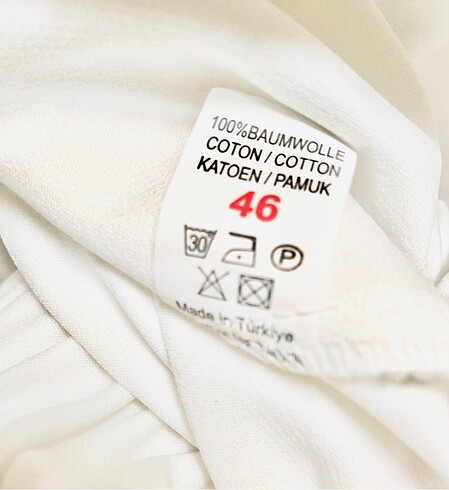 100%BAUMWOLLE
COTON / COTTON
KATOEN / PAMUK
46
30 P
Made in Türkiye